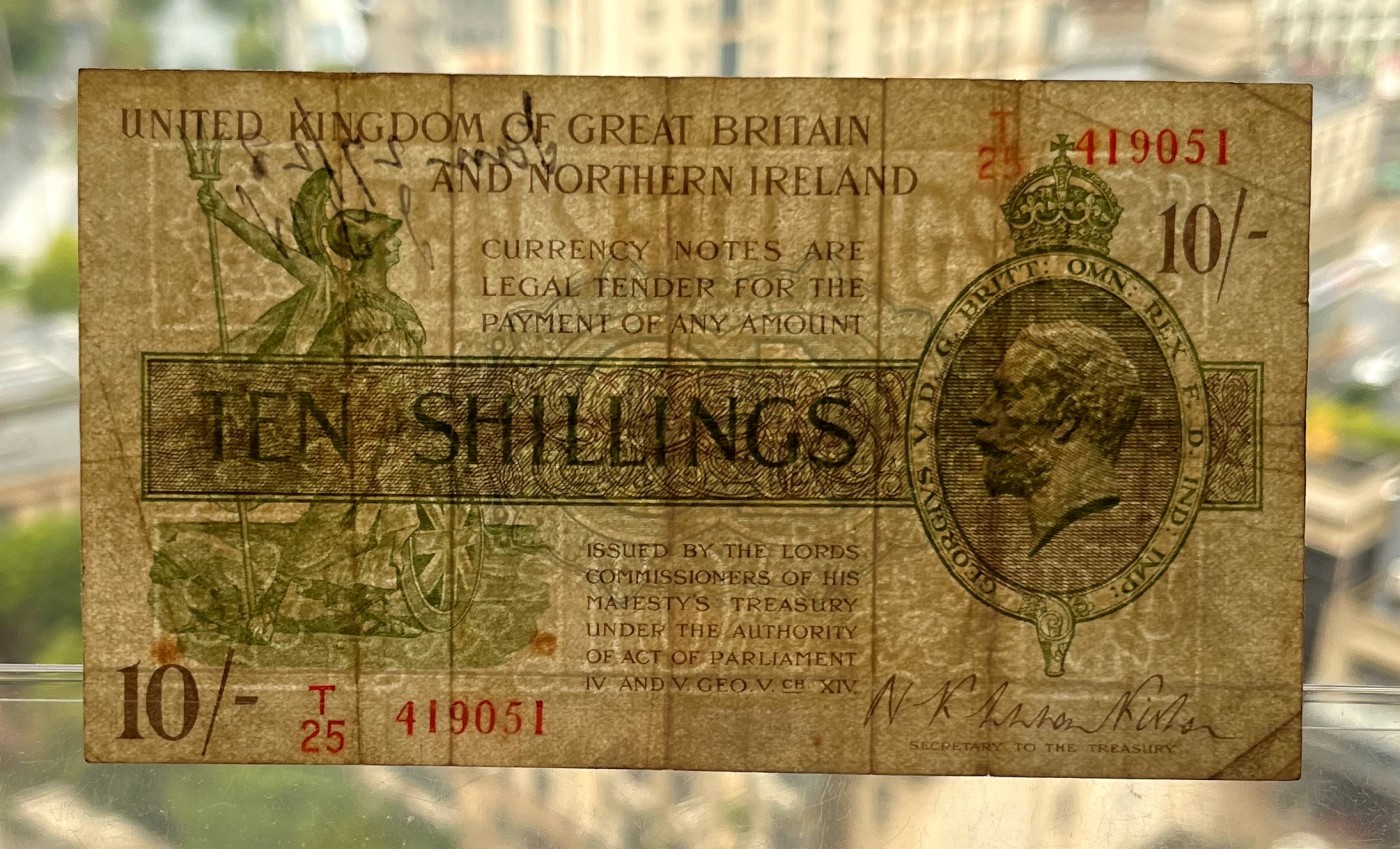 UNITED KINGDOM OF GREAT BRITAIN
AND NORTHERN IRELAND
T
25 419051
10/-
CURRENCY NOTES ARE
LEGAL TENDER FOR THE
PAYMENT OF ANY AMOUNT
TEN SHILLINGS
GEORGIVS V. D. G. BRITT: OMN: REX F. D. IND: IMP:
ISSUED BY THE LORDS
COMMISSIONERS OF HIS
MAJESTY'S TREASURY
UNDER THE AUTHORITY
OF ACT OF PARLIAMENT
IV. AND V. GEO. V. CH. XIV.
10/-
T
25 419051
SECRETARY TO THE TREASURY.